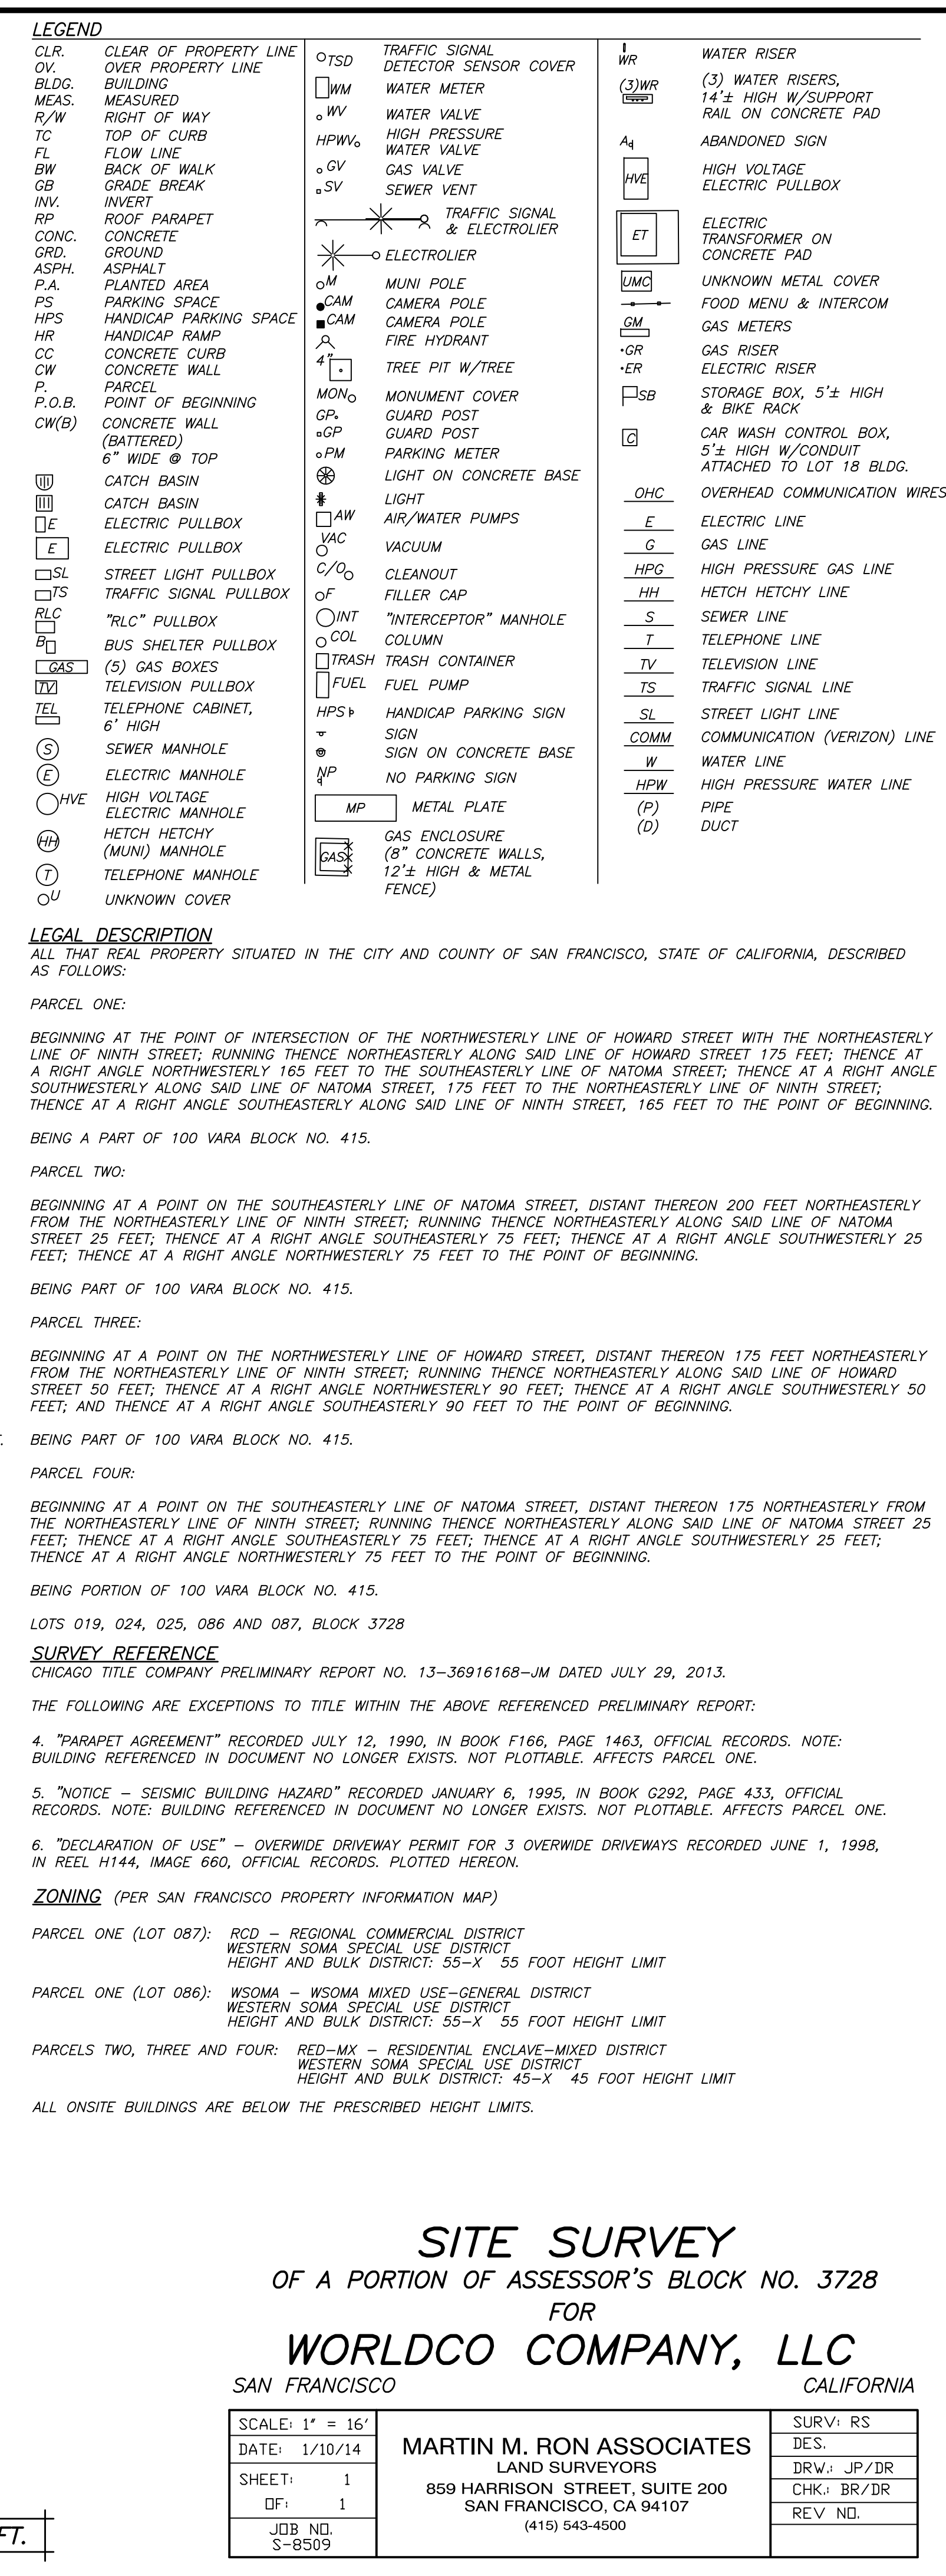 LEGEND
CLR. CLEAR OF PROPERTY LINE
OV. OVER PROPERTY LINE
BLDG. BUILDING
MEAS. MEASURED
R/W RIGHT OF WAY
TC TOP OF CURB
FL FLOW LINE
BW BACK OF WALK
GB GRADE BREAK
INV. INVERT
RP ROOF PARAPET
CONC. CONCRETE
GRD. GROUND
ASPH. ASPHALT
P.A. PLANTED AREA
PS PARKING SPACE
HPS HANDICAP PARKING SPACE
HR HANDICAP RAMP
CC CONCRETE CURB
CW CONCRETE WALL
P. PARCEL
P.O.B. POINT OF BEGINNING
CW(B) CONCRETE WALL
(BATTERED)
6" WIDE @ TOP
CATCH BASIN
CATCH BASIN
E ELECTRIC PULLBOX
E ELECTRIC PULLBOX
SL STREET LIGHT PULLBOX
TS TRAFFIC SIGNAL PULLBOX
RLC "RLC" PULLBOX
B BUS SHELTER PULLBOX
GAS (5) GAS BOXES
TV TELEVISION PULLBOX
TEL TELEPHONE CABINET,
6' HIGH
S SEWER MANHOLE
E ELECTRIC MANHOLE
HVE HIGH VOLTAGE
ELECTRIC MANHOLE
HH HETCH HETCHY
(MUNI) MANHOLE
T TELEPHONE MANHOLE
U UNKNOWN COVER
TSD TRAFFIC SIGNAL
DETECTOR SENSOR COVER
WM WATER METER
WV WATER VALVE
HPWV HIGH PRESSURE
WATER VALVE
GV GAS VALVE
SV SEWER VENT
TRAFFIC SIGNAL
& ELECTROLIER
ELECTROLIER
M MUNI POLE
CAM CAMERA POLE
CAM CAMERA POLE
FIRE HYDRANT
4" TREE PIT W/TREE
MON MONUMENT COVER
GP GUARD POST
GP GUARD POST
PM PARKING METER
LIGHT ON CONCRETE BASE
LIGHT
AW AIR/WATER PUMPS
VAC VACUUM
C/O CLEANOUT
F FILLER CAP
INT "INTERCEPTOR" MANHOLE
COL COLUMN
TRASH TRASH CONTAINER
FUEL FUEL PUMP
HPS HANDICAP PARKING SIGN
SIGN
SIGN ON CONCRETE BASE
NP NO PARKING SIGN
MP METAL PLATE
GAS GAS ENCLOSURE
(8" CONCRETE WALLS,
12'± HIGH & METAL
FENCE)
WR WATER RISER
(3)WR (3) WATER RISERS,
14'± HIGH W/SUPPORT
RAIL ON CONCRETE PAD
A ABANDONED SIGN
HVE HIGH VOLTAGE
ELECTRIC PULLBOX
ET ELECTRIC
TRANSFORMER ON
CONCRETE PAD
UMC UNKNOWN METAL COVER
FOOD MENU & INTERCOM
GM GAS METERS
GR GAS RISER
ER ELECTRIC RISER
SB STORAGE BOX, 5'± HIGH
& BIKE RACK
C CAR WASH CONTROL BOX,
5'± HIGH W/CONDUIT
ATTACHED TO LOT 18 BLDG.
OHC OVERHEAD COMMUNICATION WIRES
E ELECTRIC LINE
G GAS LINE
HPG HIGH PRESSURE GAS LINE
HH HETCH HETCHY LINE
S SEWER LINE
T TELEPHONE LINE
TV TELEVISION LINE
TS TRAFFIC SIGNAL LINE
SL STREET LIGHT LINE
COMM COMMUNICATION (VERIZON) LINE
W WATER LINE
HPW HIGH PRESSURE WATER LINE
(P) PIPE
(D) DUCT
LEGAL DESCRIPTION
ALL THAT REAL PROPERTY SITUATED IN THE CITY AND COUNTY OF SAN FRANCISCO, STATE OF CALIFORNIA, DESCRIBED
AS FOLLOWS:
PARCEL ONE:
BEGINNING AT THE POINT OF INTERSECTION OF THE NORTHWESTERLY LINE OF HOWARD STREET WITH THE NORTHEASTERLY
LINE OF NINTH STREET; RUNNING THENCE NORTHEASTERLY ALONG SAID LINE OF HOWARD STREET 175 FEET; THENCE AT
A RIGHT ANGLE NORTHWESTERLY 165 FEET TO THE SOUTHEASTERLY LINE OF NATOMA STREET; THENCE AT A RIGHT ANGLE
SOUTHWESTERLY ALONG SAID LINE OF NATOMA STREET, 175 FEET TO THE NORTHEASTERLY LINE OF NINTH STREET;
THENCE AT A RIGHT ANGLE SOUTHEASTERLY ALONG SAID LINE OF NINTH STREET, 165 FEET TO THE POINT OF BEGINNING.
BEING A PART OF 100 VARA BLOCK NO. 415.
PARCEL TWO:
BEGINNING AT A POINT ON THE SOUTHEASTERLY LINE OF NATOMA STREET, DISTANT THEREON 200 FEET NORTHEASTERLY
FROM THE NORTHEASTERLY LINE OF NINTH STREET; RUNNING THENCE NORTHEASTERLY ALONG SAID LINE OF NATOMA
STREET 25 FEET; THENCE AT A RIGHT ANGLE SOUTHEASTERLY 75 FEET; THENCE AT A RIGHT ANGLE SOUTHWESTERLY 25
FEET; THENCE AT A RIGHT ANGLE NORTHWESTERLY 75 FEET TO THE POINT OF BEGINNING.
BEING PART OF 100 VARA BLOCK NO. 415.
PARCEL THREE:
BEGINNING AT A POINT ON THE NORTHWESTERLY LINE OF HOWARD STREET, DISTANT THEREON 175 FEET NORTHEASTERLY
FROM THE NORTHEASTERLY LINE OF NINTH STREET; RUNNING THENCE NORTHEASTERLY ALONG SAID LINE OF HOWARD
STREET 50 FEET; THENCE AT A RIGHT ANGLE NORTHWESTERLY 90 FEET; THENCE AT A RIGHT ANGLE SOUTHWESTERLY 50
FEET; AND THENCE AT A RIGHT ANGLE SOUTHEASTERLY 90 FEET TO THE POINT OF BEGINNING.
BEING PART OF 100 VARA BLOCK NO. 415.
PARCEL FOUR:
BEGINNING AT A POINT ON THE SOUTHEASTERLY LINE OF NATOMA STREET, DISTANT THEREON 175 NORTHEASTERLY FROM
THE NORTHEASTERLY LINE OF NINTH STREET; RUNNING THENCE NORTHEASTERLY ALONG SAID LINE OF NATOMA STREET 25
FEET; THENCE AT A RIGHT ANGLE SOUTHEASTERLY 75 FEET; THENCE AT A RIGHT ANGLE SOUTHWESTERLY 25 FEET;
THENCE AT A RIGHT ANGLE NORTHWESTERLY 75 FEET TO THE POINT OF BEGINNING.
BEING PORTION OF 100 VARA BLOCK NO. 415.
LOTS 019, 024, 025, 086 AND 087, BLOCK 3728
SURVEY REFERENCE
CHICAGO TITLE COMPANY PRELIMINARY REPORT NO. 13-36916168-JM DATED JULY 29, 2013.
THE FOLLOWING ARE EXCEPTIONS TO TITLE WITHIN THE ABOVE REFERENCED PRELIMINARY REPORT:
4. "PARAPET AGREEMENT" RECORDED JULY 12, 1990, IN BOOK F166, PAGE 1463, OFFICIAL RECORDS. NOTE:
BUILDING REFERENCED IN DOCUMENT NO LONGER EXISTS. NOT PLOTTABLE. AFFECTS PARCEL ONE.
5. "NOTICE – SEISMIC BUILDING HAZARD" RECORDED JANUARY 6, 1995, IN BOOK G292, PAGE 433, OFFICIAL
RECORDS. NOTE: BUILDING REFERENCED IN DOCUMENT NO LONGER EXISTS. NOT PLOTTABLE. AFFECTS PARCEL ONE.
6. "DECLARATION OF USE" – OVERWIDE DRIVEWAY PERMIT FOR 3 OVERWIDE DRIVEWAYS RECORDED JUNE 1, 1998,
IN REEL H144, IMAGE 660, OFFICIAL RECORDS. PLOTTED HEREON.
ZONING (PER SAN FRANCISCO PROPERTY INFORMATION MAP)
PARCEL ONE (LOT 087): RCD – REGIONAL COMMERCIAL DISTRICT
WESTERN SOMA SPECIAL USE DISTRICT
HEIGHT AND BULK DISTRICT: 55-X 55 FOOT HEIGHT LIMIT
PARCEL ONE (LOT 086): WSOMA – WSOMA MIXED USE-GENERAL DISTRICT
WESTERN SOMA SPECIAL USE DISTRICT
HEIGHT AND BULK DISTRICT: 55-X 55 FOOT HEIGHT LIMIT
PARCELS TWO, THREE AND FOUR: RED-MX – RESIDENTIAL ENCLAVE-MIXED DISTRICT
WESTERN SOMA SPECIAL USE DISTRICT
HEIGHT AND BULK DISTRICT: 45-X 45 FOOT HEIGHT LIMIT
ALL ONSITE BUILDINGS ARE BELOW THE PRESCRIBED HEIGHT LIMITS.
SITE SURVEY
OF A PORTION OF ASSESSOR'S BLOCK NO. 3728
FOR
WORLDCO COMPANY, LLC
SAN FRANCISCO CALIFORNIA
SCALE: 1" = 16'
DATE: 1/10/14
SHEET: 1
OF: 1
JOB NO.
S-8509
MARTIN M. RON ASSOCIATES
LAND SURVEYORS
859 HARRISON STREET, SUITE 200
SAN FRANCISCO, CA 94107
(415) 543-4500
SURV: RS
DES.
DRW.: JP/DR
CHK.: BR/DR
REV NO.
FT.